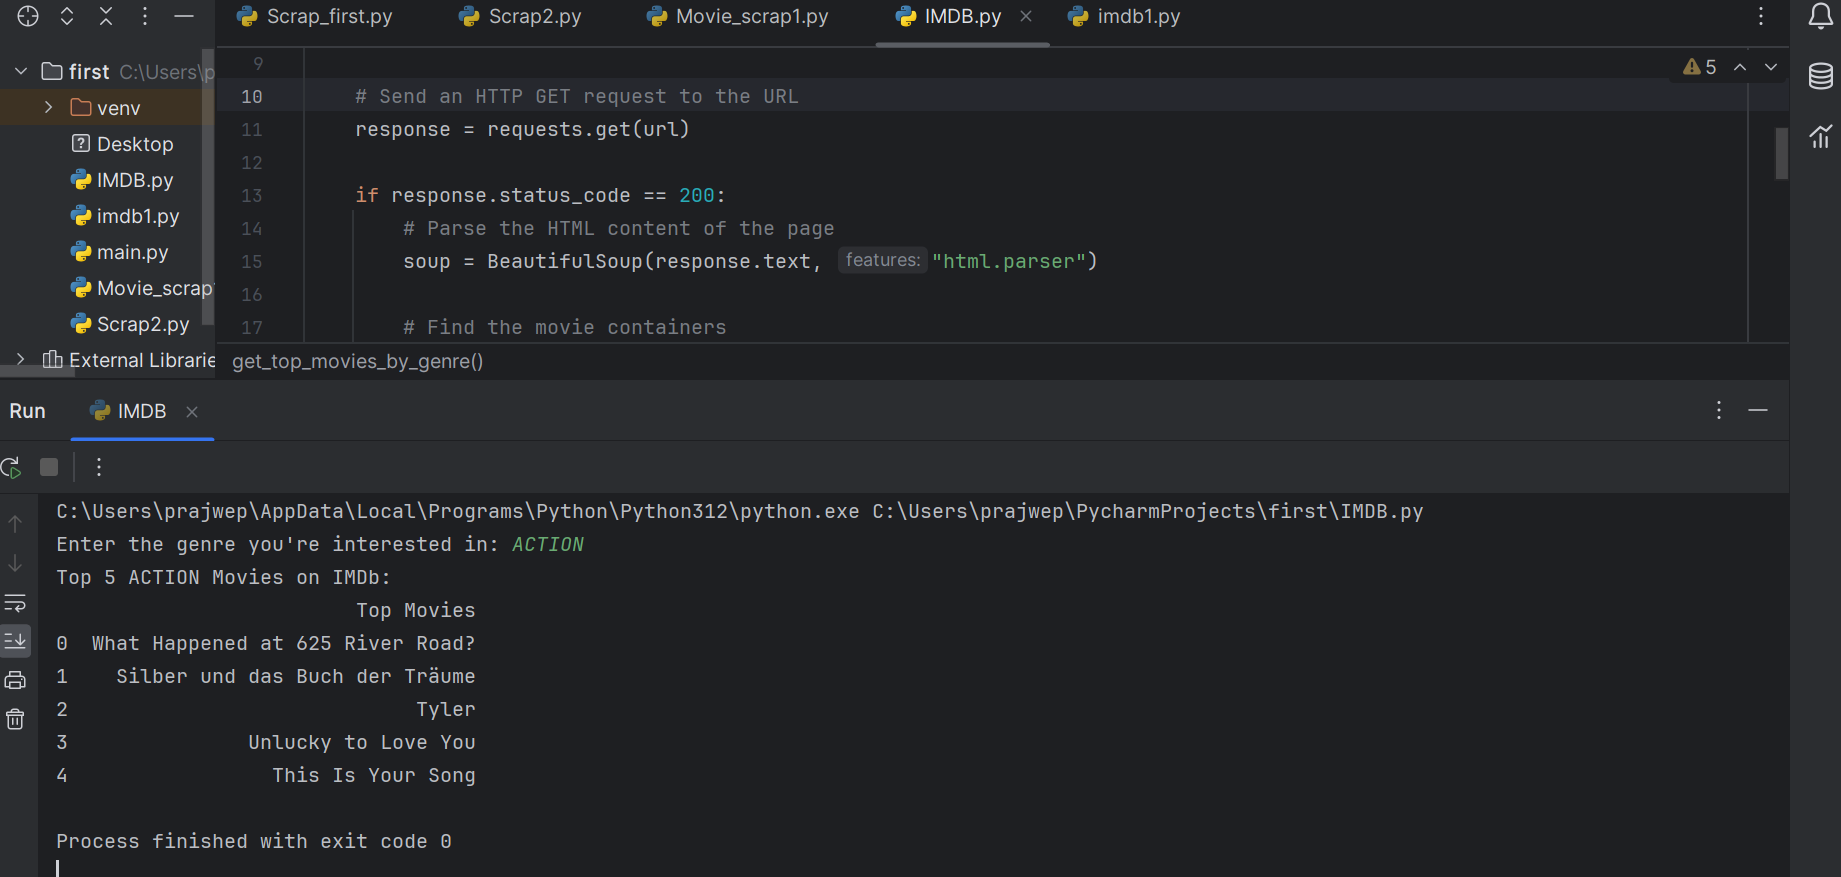 Scrap_first.py Scrap2.py Movie_scrap1.py IMDB.py imdb1.py
first C:\Users\p
venv
Desktop
IMDB.py
imdb1.py
main.py
Movie_scrap
Scrap2.py
External Librarie
5
9
10 # Send an HTTP GET request to the URL
11 response = requests.get(url)
12
13 if response.status_code == 200:
14 # Parse the HTML content of the page
15 soup = BeautifulSoup(response.text, features: "html.parser")
16
17 # Find the movie containers
get_top_movies_by_genre()
Run IMDB
C:\Users\prajwep\AppData\Local\Programs\Python\Python312\python.exe C:\Users\prajwep\PycharmProjects\first\IMDB.py
Enter the genre you're interested in: ACTION
Top 5 ACTION Movies on IMDb:
Top Movies
0 What Happened at 625 River Road?
1 Silber und das Buch der Träume
2 Tyler
3 Unlucky to Love You
4 This Is Your Song
Process finished with exit code 0